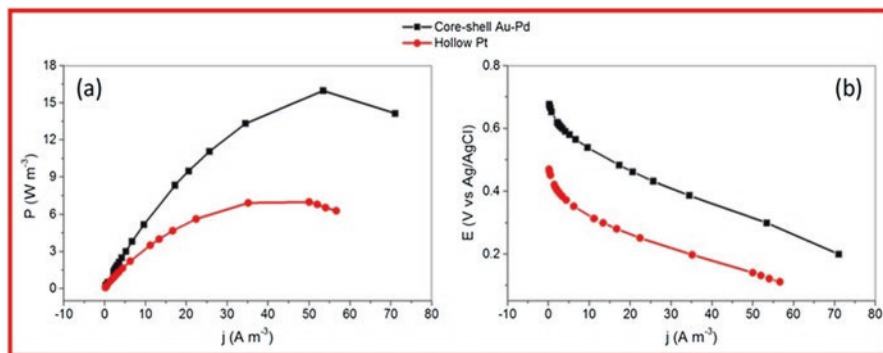 Core-shell Au-Pd
Hollow Pt
(a)
P (W m⁻³)
18
15
12
9
6
3
0
-10 0 10 20 30 40 50 60 70 80
j (A m⁻³)
(b)
E (V vs Ag/AgCl)
0.8
0.6
0.4
0.2
-10 0 10 20 30 40 50 60 70 80
j (A m⁻³)